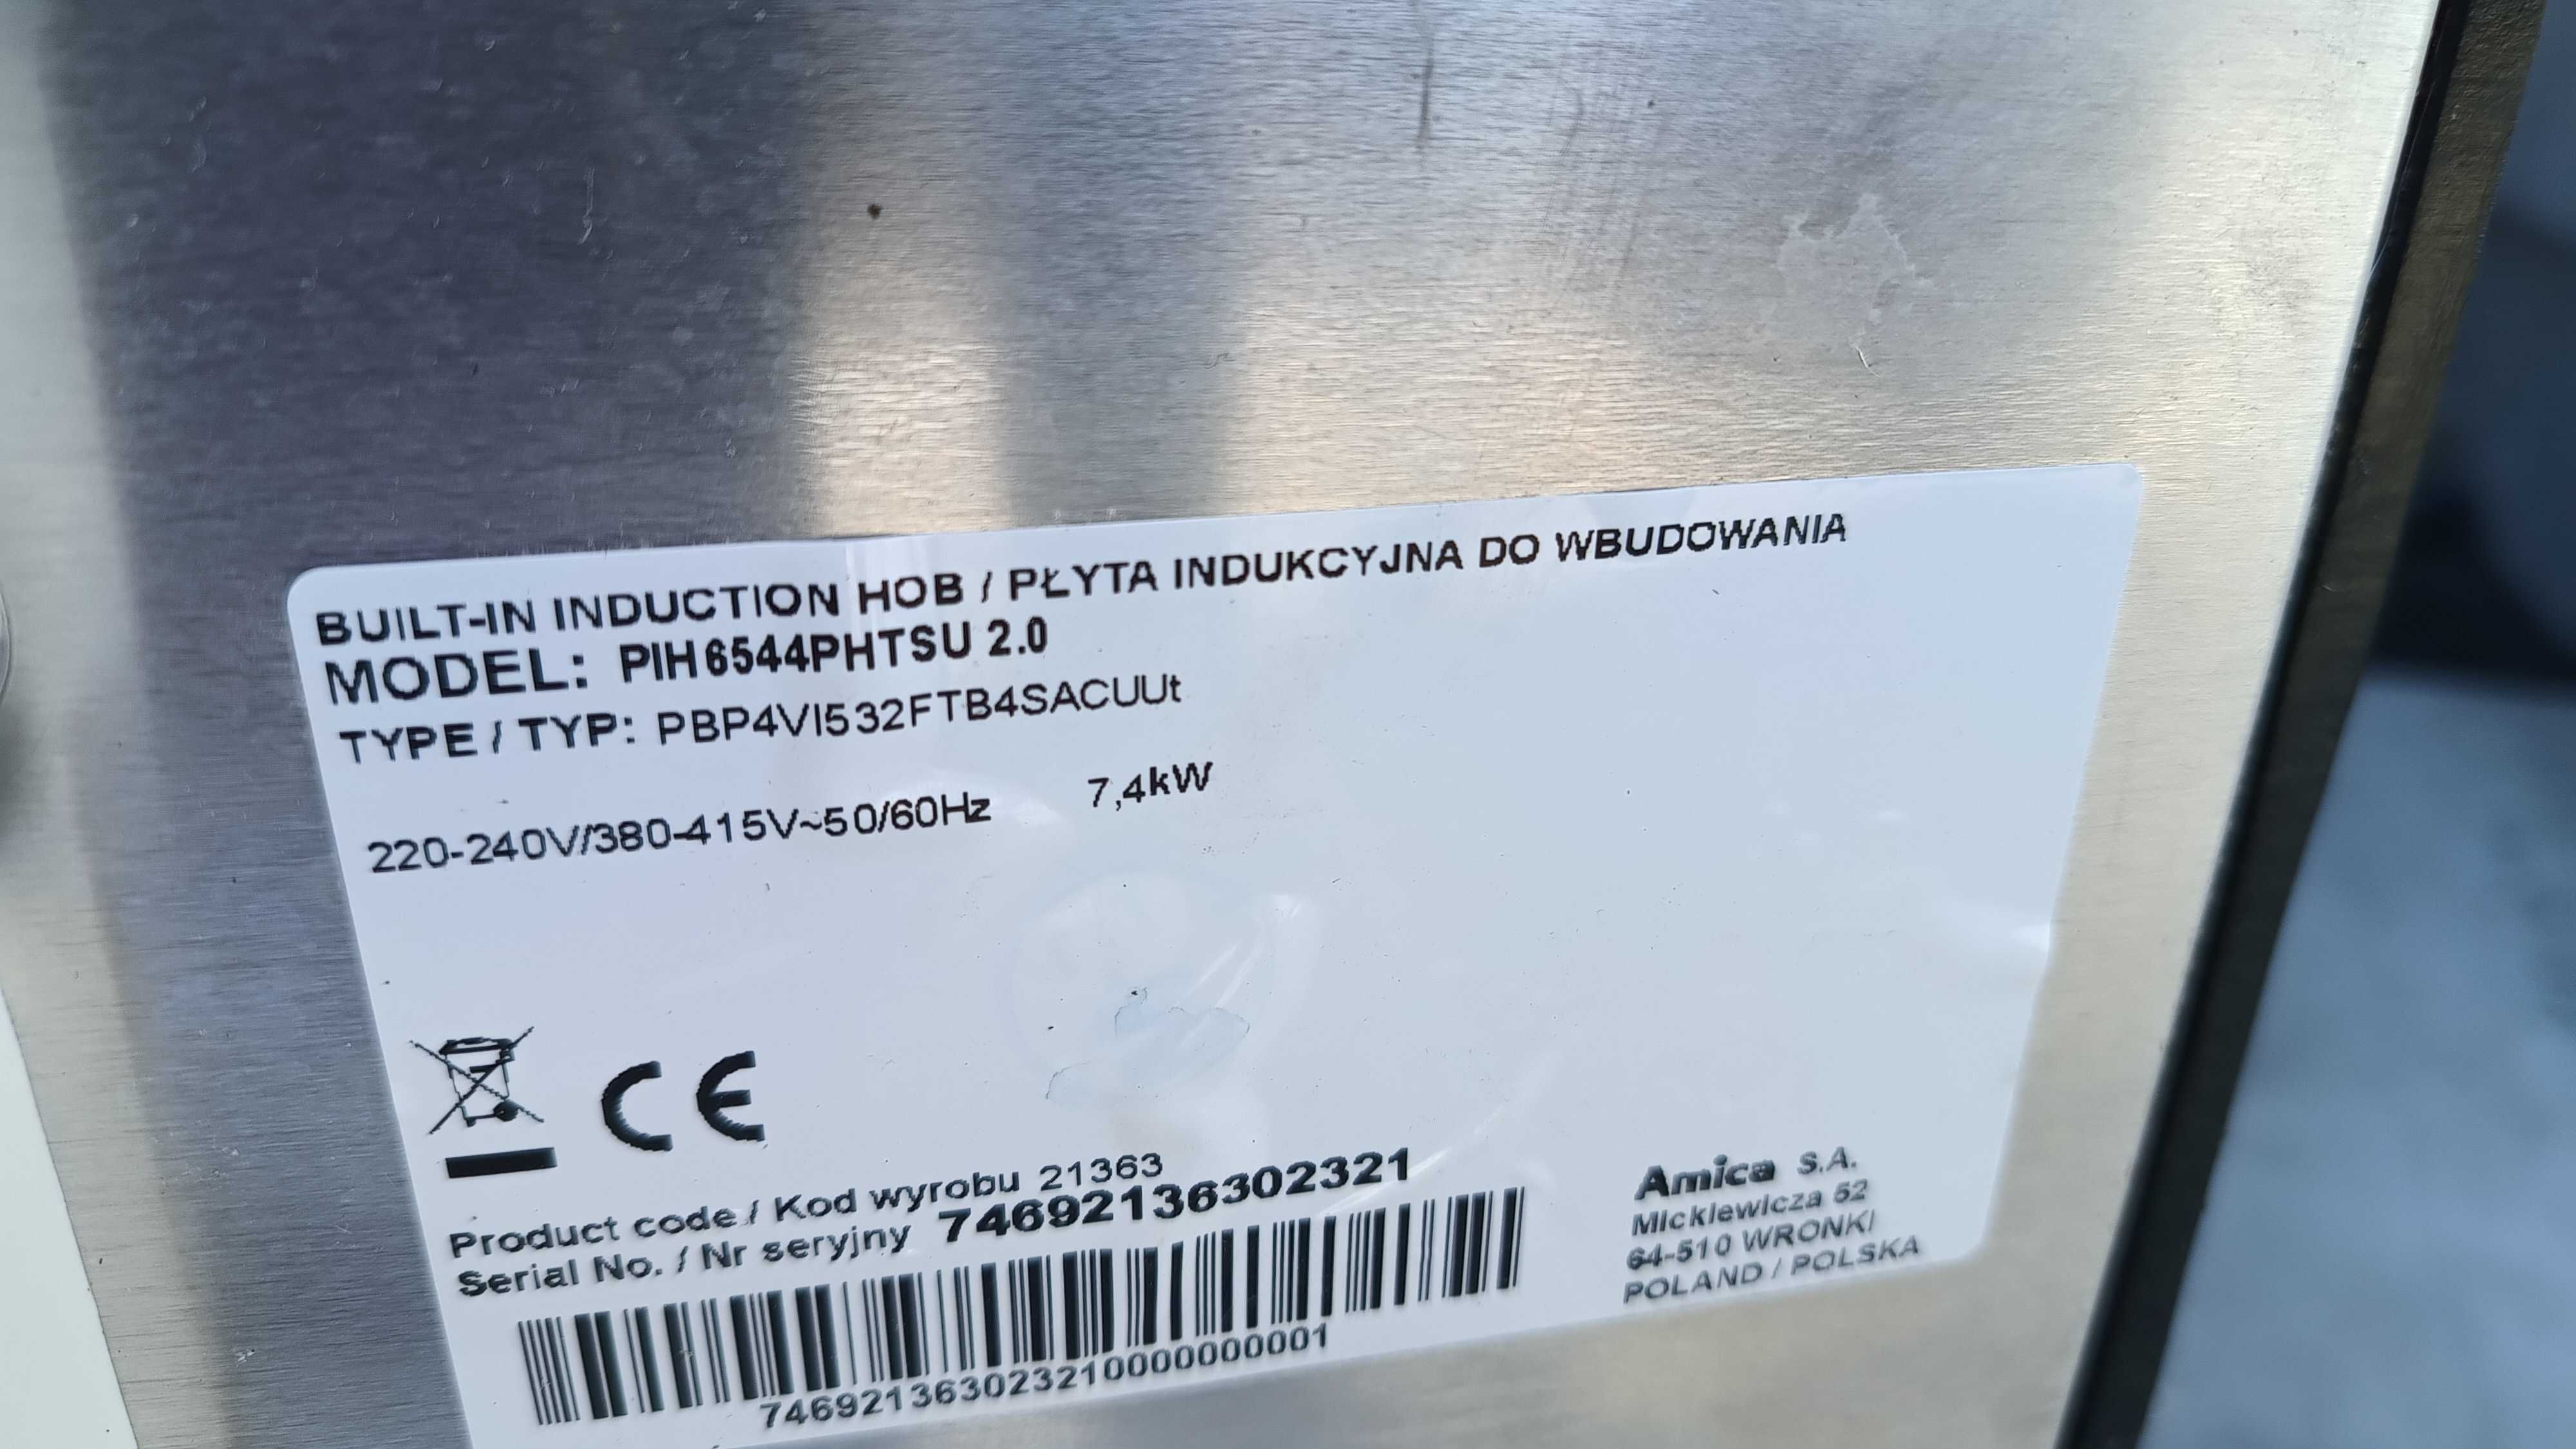 BUILT-IN INDUCTION HOB / PŁYTA INDUKCYJNA DO WBUDOWANIA
MODEL: PIH6544PHTSU 2.0
TYPE / TYP: PBP4VI532FTB4SACUUt
220-240V/380-415V~50/60Hz 7,4kW
CE
Product code / Kod wyrobu 21363
Serial No. / Nr seryjny 74692136302321
746921363023210000000001
Amica S.A.
Mickiewicza 52
64-510 WRONKI
POLAND / POLSKA